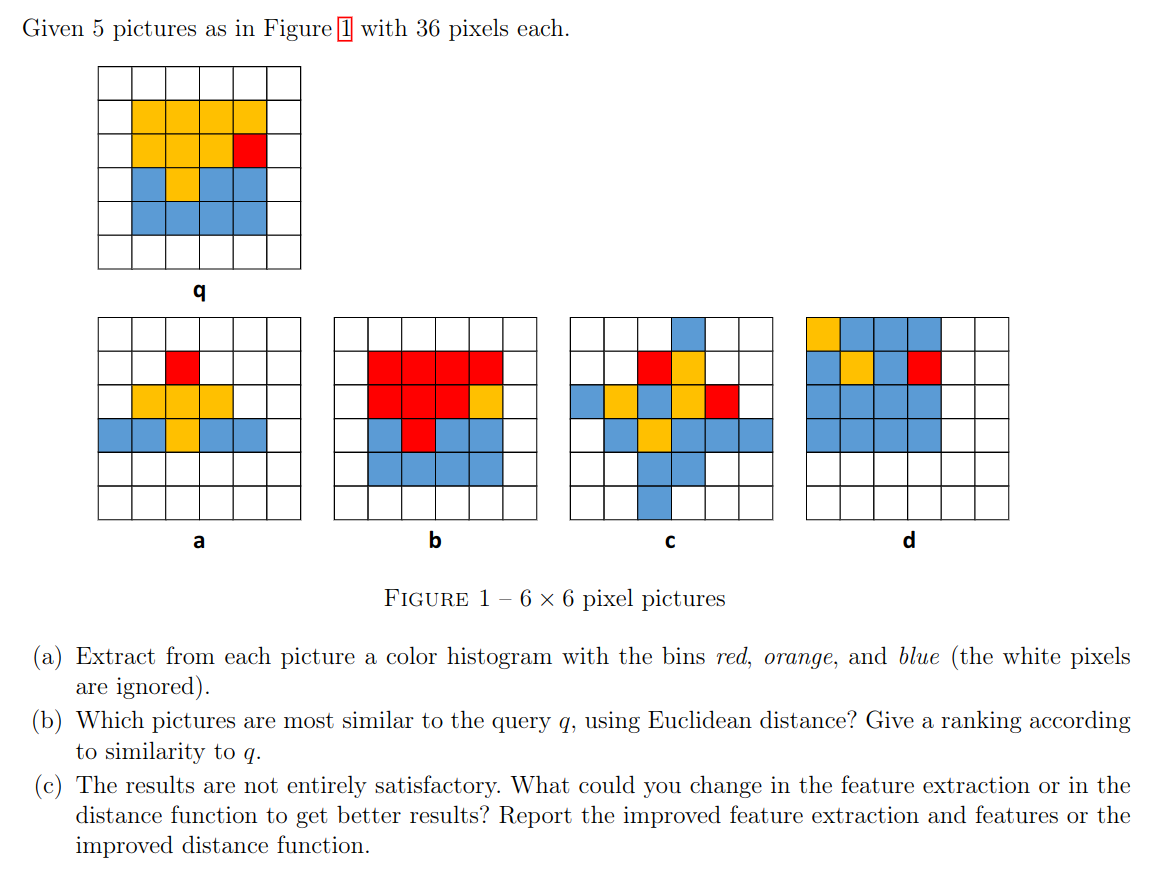 Given 5 pictures as in Figure 1 with 36 pixels each.
q
a b c d
FIGURE 1 – 6 × 6 pixel pictures
(a) Extract from each picture a color histogram with the bins red, orange, and blue (the white pixels
are ignored).
(b) Which pictures are most similar to the query q, using Euclidean distance? Give a ranking according
to similarity to q.
(c) The results are not entirely satisfactory. What could you change in the feature extraction or in the
distance function to get better results? Report the improved feature extraction and features or the
improved distance function.